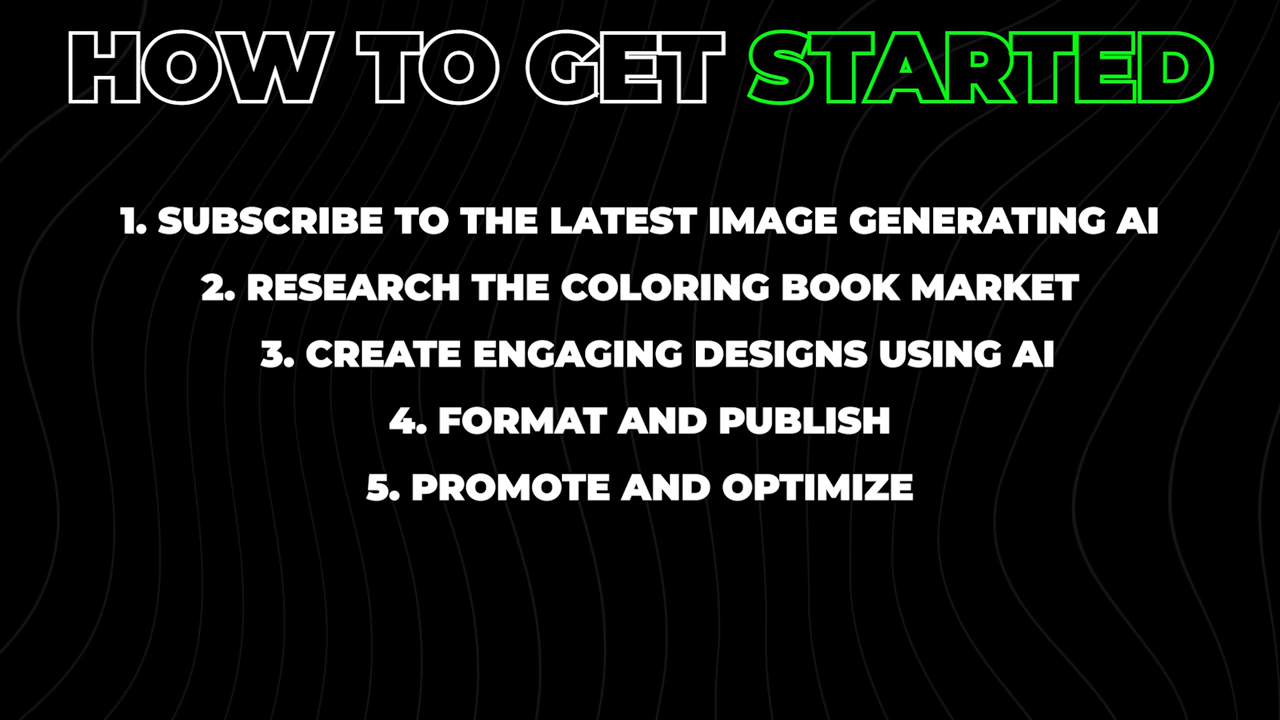 HOW TO GET STARTED
1. SUBSCRIBE TO THE LATEST IMAGE GENERATING AI
2. RESEARCH THE COLORING BOOK MARKET
3. CREATE ENGAGING DESIGNS USING AI
4. FORMAT AND PUBLISH
5. PROMOTE AND OPTIMIZE